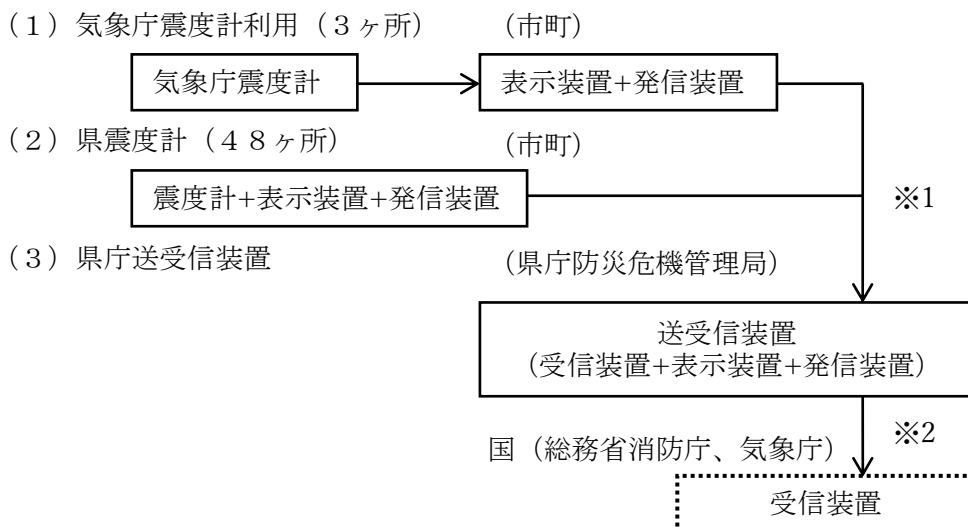 （１）気象庁震度計利用（３ヶ所）　（市町）
気象庁震度計　表示装置+発信装置
（２）県震度計（４８ヶ所）　（市町）
震度計+表示装置+発信装置　※1
（３）県庁送受信装置　（県庁防災危機管理局）
送受信装置
（受信装置+表示装置+発信装置）
※2
国（総務省消防庁、気象庁）
受信装置